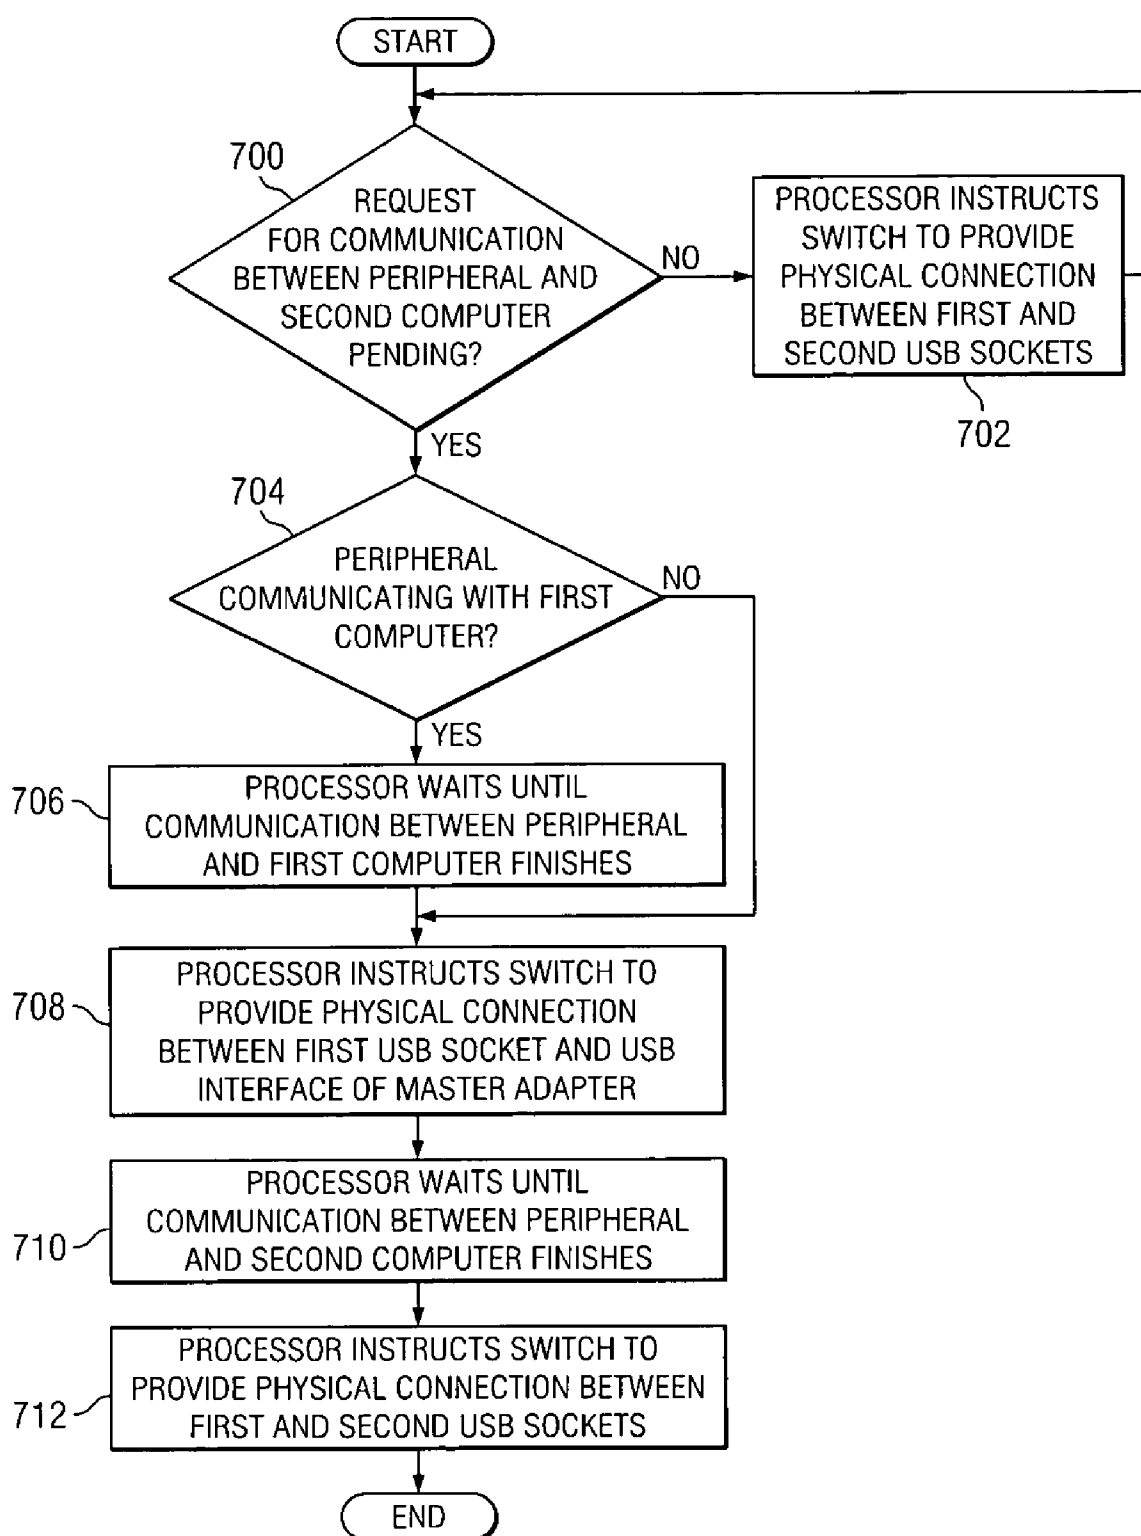 START
700
REQUEST
FOR COMMUNICATION
BETWEEN PERIPHERAL AND
SECOND COMPUTER
PENDING?
NO
PROCESSOR INSTRUCTS
SWITCH TO PROVIDE
PHYSICAL CONNECTION
BETWEEN FIRST AND
SECOND USB SOCKETS
702
YES
704
PERIPHERAL
COMMUNICATING WITH FIRST
COMPUTER?
NO
YES
706
PROCESSOR WAITS UNTIL
COMMUNICATION BETWEEN PERIPHERAL
AND FIRST COMPUTER FINISHES
708
PROCESSOR INSTRUCTS SWITCH TO
PROVIDE PHYSICAL CONNECTION
BETWEEN FIRST USB SOCKET AND USB
INTERFACE OF MASTER ADAPTER
710
PROCESSOR WAITS UNTIL
COMMUNICATION BETWEEN PERIPHERAL
AND SECOND COMPUTER FINISHES
712
PROCESSOR INSTRUCTS SWITCH TO
PROVIDE PHYSICAL CONNECTION BETWEEN
FIRST AND SECOND USB SOCKETS
END